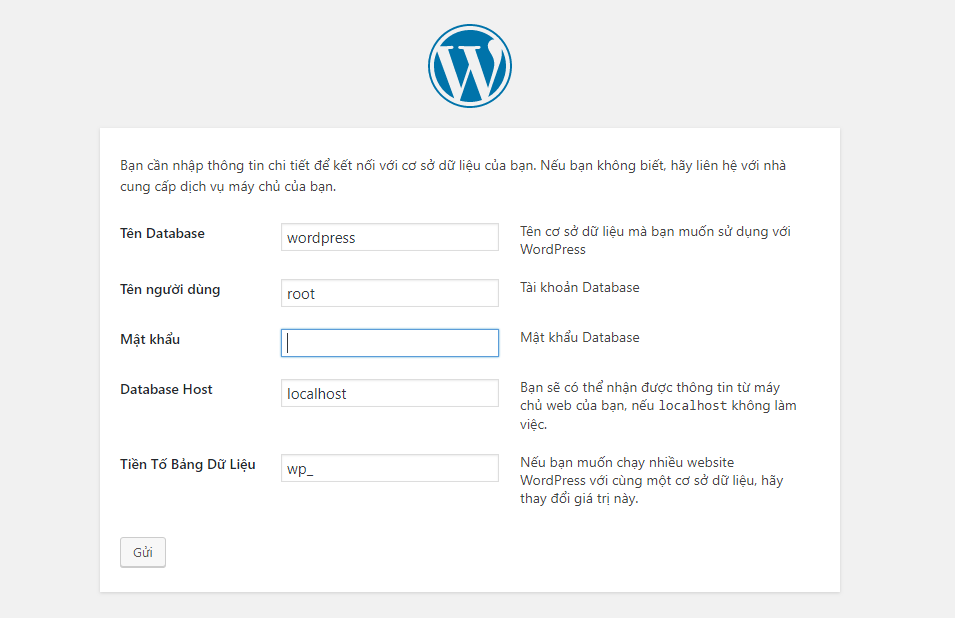 Bạn cần nhập thông tin chi tiết để kết nối với cơ sở dữ liệu của bạn. Nếu bạn không biết, hãy liên hệ với nhà
cung cấp dịch vụ máy chủ của bạn.
Tên Database
wordpress
Tên cơ sở dữ liệu mà bạn muốn sử dụng với
WordPress
Tên người dùng
root
Tài khoản Database
Mật khẩu
Mật khẩu Database
Database Host
localhost
Bạn sẽ có thể nhận được thông tin từ máy
chủ web của bạn, nếu localhost không làm
việc.
Tiền Tố Bảng Dữ Liệu
wp_
Nếu bạn muốn chạy nhiều website
WordPress với cùng một cơ sở dữ liệu, hãy
thay đổi giá trị này.
Gửi